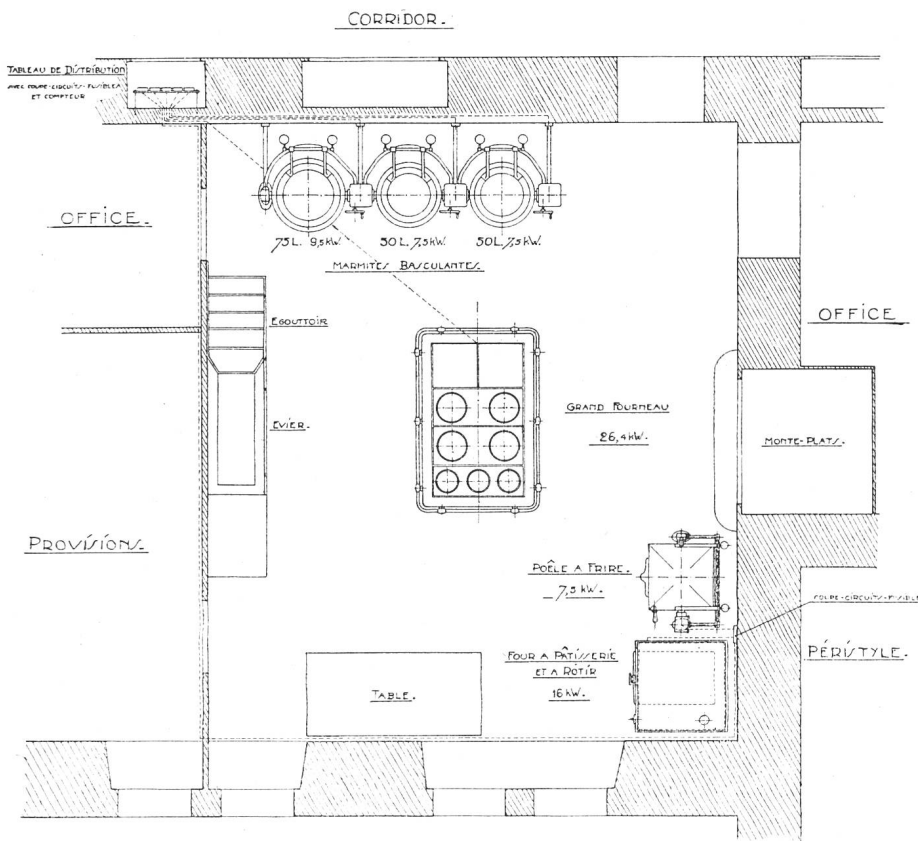 CORRIDOR.
TABLEAU DE DISTRIBUTION
AVEC COUPE-CIRCUITS-FUSIBLES
ET COMPTEUR
OFFICE.
75 L. 9,5 kW.
50 L. 7,5 kW.
50 L. 7,5 kW.
MARMITES BASCULANTES.
EGOUTTOIR
OFFICE
GRAND FOURNEAU
26,4 kW.
EVIER.
MONTE-PLATS.
PROVISIONS.
POÊLE A FRIRE.
7,5 kW.
COUPE-CIRCUITS-FUSIBLES
FOUR A PÂTISSERIE
ET A RÔTIR
16 kW.
PÉRISTYLE.
TABLE.